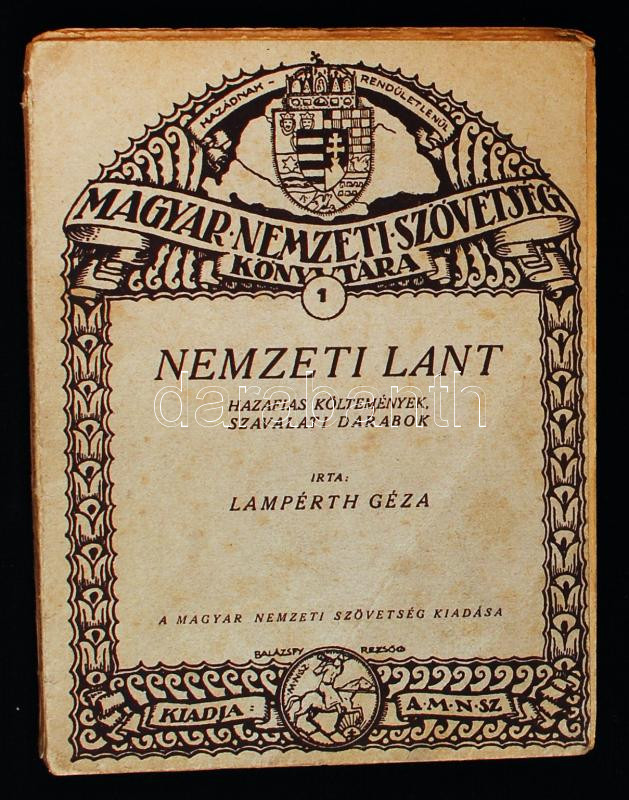 HAZÁDNAK - RENDÜLETLENÜL
MAGYAR·NEMZETI·SZÖVETSÉG
KÖNYVTÁRA
1
NEMZETI LANT
HAZAFIAS KÖLTEMÉNYEK,
SZAVALATI DARABOK
darabanth
IRTA:
LAMPÉRTH GÉZA
A MAGYAR NEMZETI SZÖVETSÉG KIADÁSA
BALÁZSFY REZSŐ
KIADJA: A·M·N·SZ